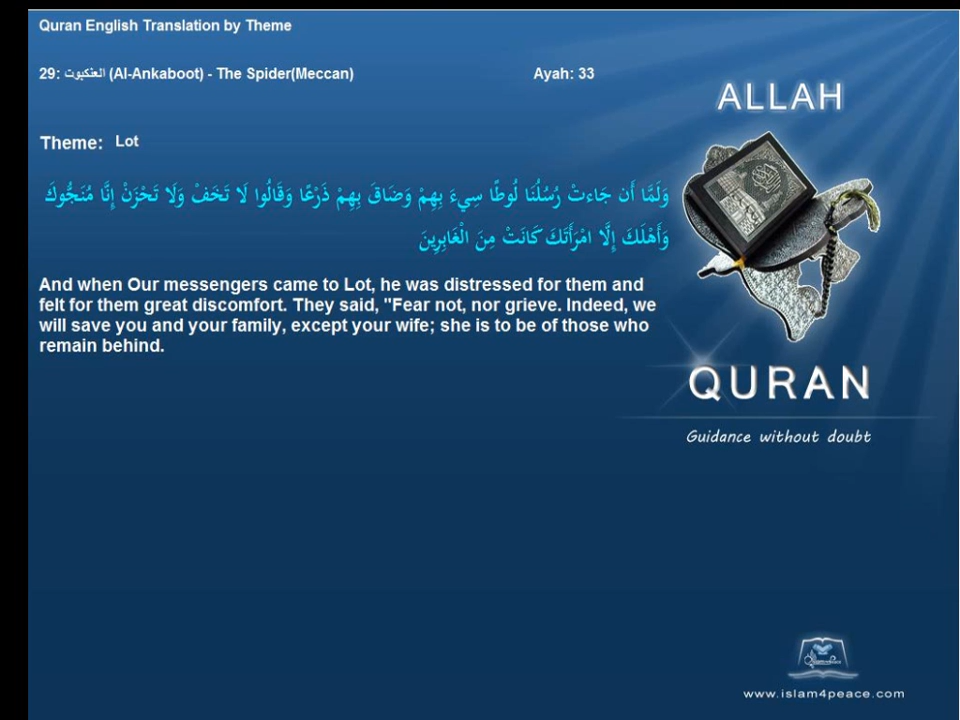 Quran English Translation by Theme
29: العنكبوت (Al-Ankaboot) - The Spider(Meccan) Ayah: 33
ALLAH
Theme: Lot
وَلَمَّا أَن جَاءتْ رُسُلُنَا لُوطًا سِيءَ بِهِمْ وَضَاقَ بِهِمْ ذَرْعًا وَقَالُوا لَا تَخَفْ وَلَا تَحْزَنْ إِنَّا مُنَجُّوكَ
وَأَهْلَكَ إِلَّا امْرَأَتَكَ كَانَتْ مِنَ الْغَابِرِينَ
And when Our messengers came to Lot, he was distressed for them and
felt for them great discomfort. They said, "Fear not, nor grieve. Indeed, we
will save you and your family, except your wife; she is to be of those who
remain behind.
QURAN
Guidance without doubt
www.islam4peace.com